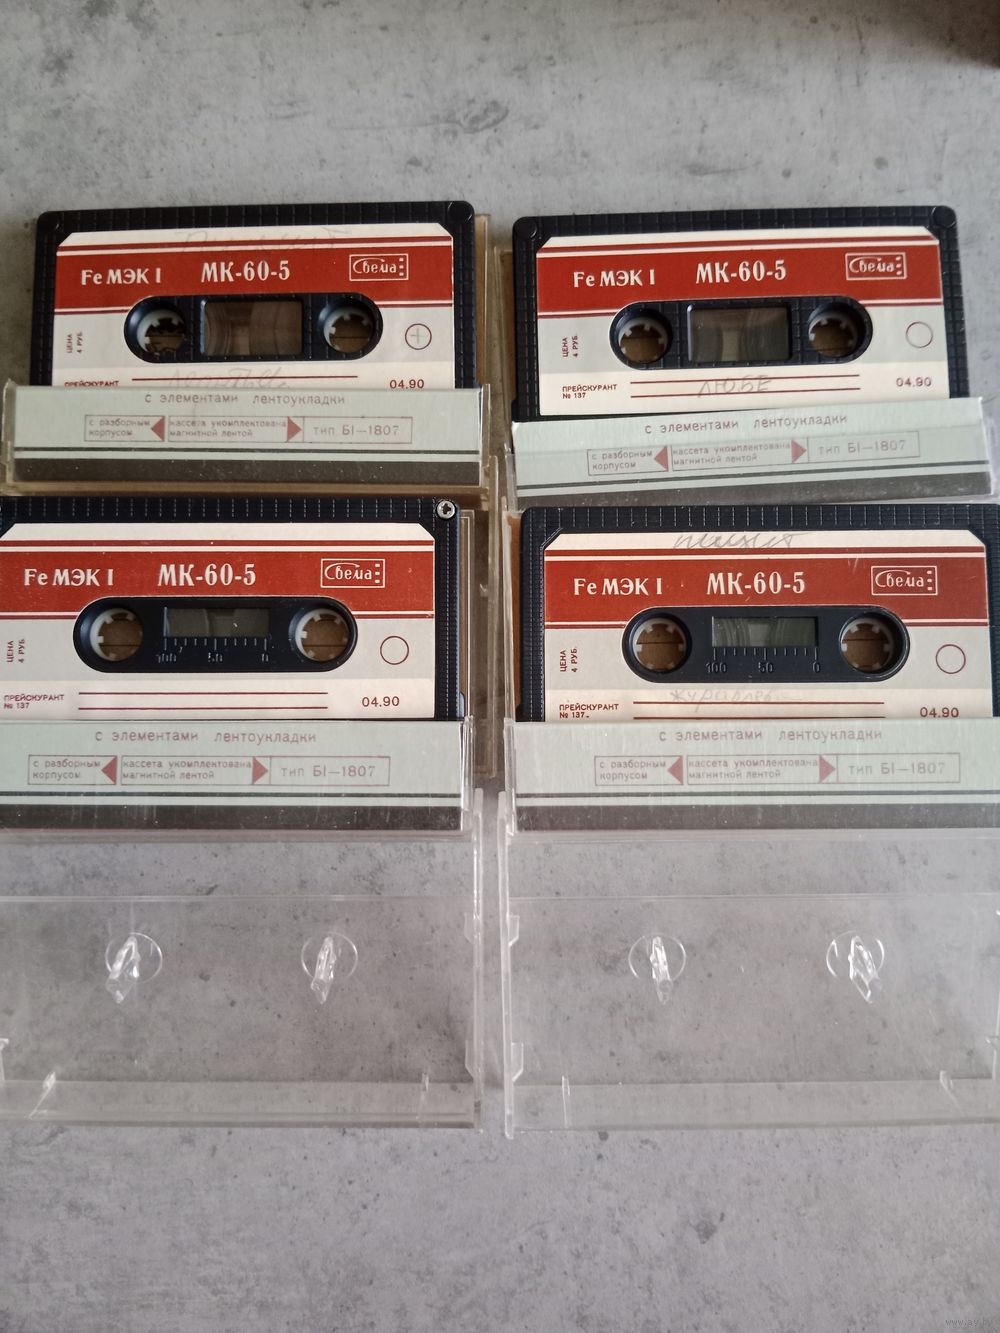 Fe МЭК I МК-60-5 Свема
ЦЕНА
4 РУБ.
ПРЕЙСКУРАНТ
04.90
с элементами лентоукладки
с разборным
корпусом
кассета укомплектована
магнитной лентой
тип БI—1807
Fe МЭК I МК-60-5 Свема
ЦЕНА
4 РУБ.
ПРЕЙСКУРАНТ
№ 137
ЛЮБЕ
04.90
с элементами лентоукладки
с разборным
корпусом
кассета укомплектована
магнитной лентой
тип БI—1807
Fe МЭК I МК-60-5 Свема
ЦЕНА
4 РУБ.
100 50 0
ПРЕЙСКУРАНТ
№ 137
04.90
с элементами лентоукладки
с разборным
корпусом
кассета укомплектована
магнитной лентой
тип БI—1807
Fe МЭК I МК-60-5 Свема
ЦЕНА
4 РУБ.
100 50 0
ПРЕЙСКУРАНТ
№ 137
04.90
с элементами лентоукладки
с разборным
корпусом
кассета укомплектована
магнитной лентой
тип БI—1807
www.ay.by